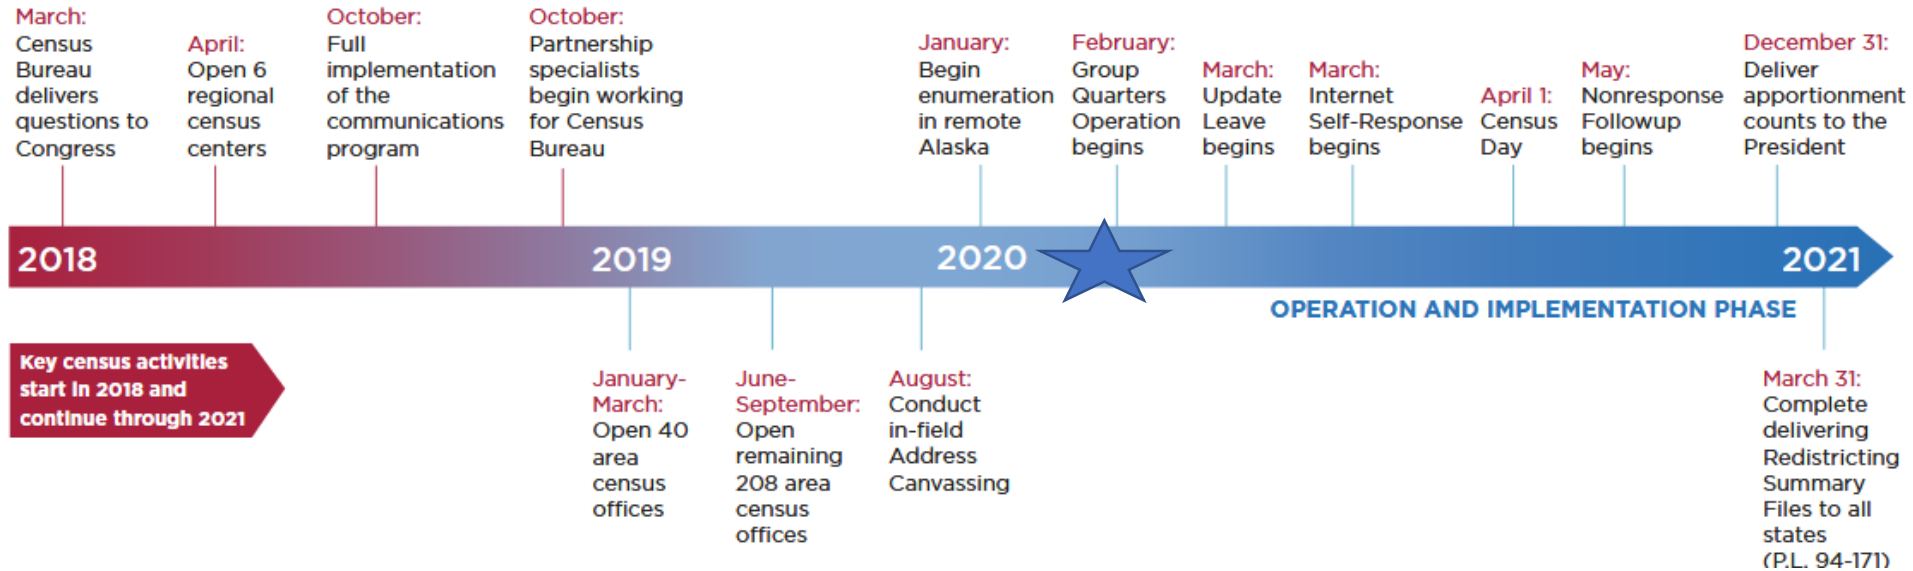 March:
Census
Bureau
delivers
questions to
Congress
April:
Open 6
regional
census
centers
October:
Full
implementation
of the
communications
program
October:
Partnership
specialists
begin working
for Census
Bureau
January:
Begin
enumeration
in remote
Alaska
February:
Group
Quarters
Operation
begins
March:
Update
Leave
begins
March:
Internet
Self-Response
begins
April 1:
Census
Day
May:
Nonresponse
Followup
begins
December 31:
Deliver
apportionment
counts to the
President
2018
2019
2020
2021
OPERATION AND IMPLEMENTATION PHASE
Key census activities
start in 2018 and
continue through 2021
January-
March:
Open 40
area
census
offices
June-
September:
Open
remaining
208 area
census
offices
August:
Conduct
in-field
Address
Canvassing
March 31:
Complete
delivering
Redistricting
Summary
Files to all
states
(P.L. 94-171)